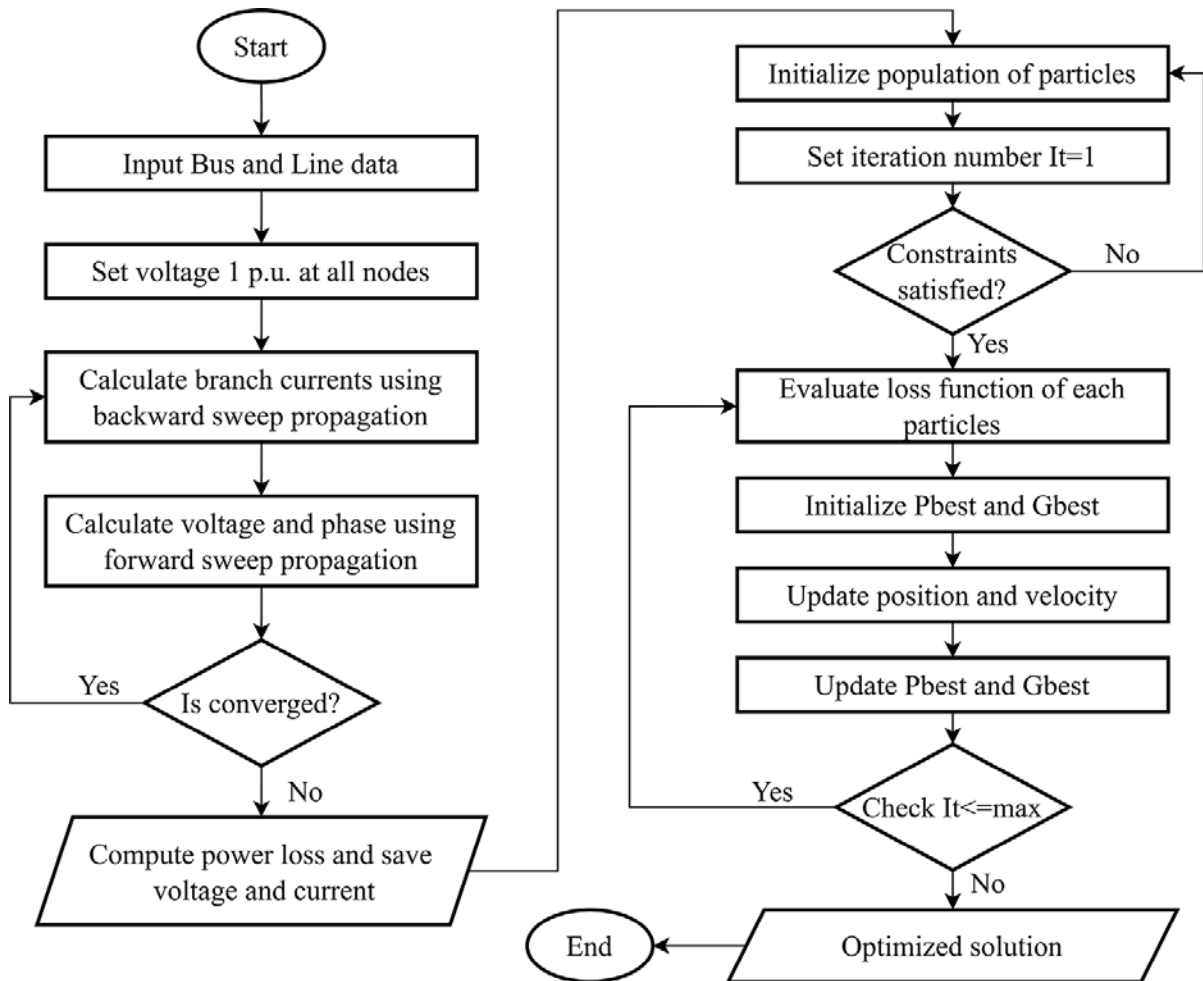 Start
Input Bus and Line data
Set voltage 1 p.u. at all nodes
Calculate branch currents using
backward sweep propagation
Calculate voltage and phase using
forward sweep propagation
Yes
Is converged?
No
Compute power loss and save
voltage and current
Initialize population of particles
Set iteration number It=1
Constraints
satisfied?
No
Yes
Evaluate loss function of each
particles
Initialize Pbest and Gbest
Update position and velocity
Update Pbest and Gbest
Yes
Check It<=max
No
Optimized solution
End